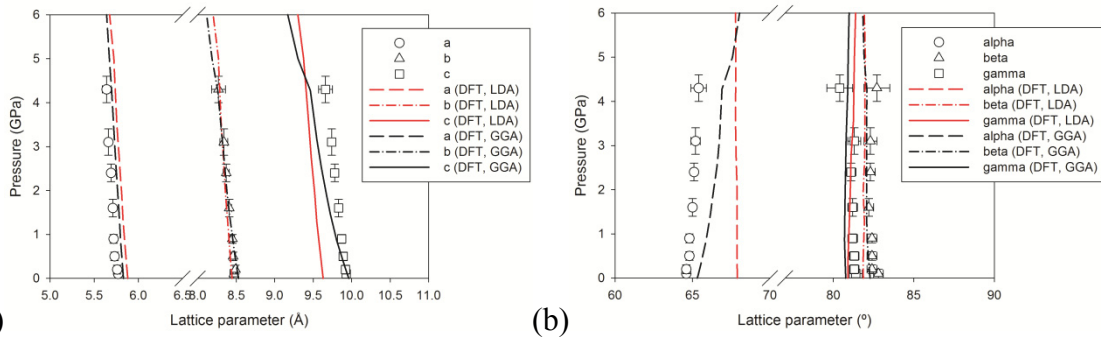 6
5
4
3
2
1
0
Pressure (GPa)
5.0 6.0 6.5 8.0 8.5 9.0 9.5 10.0 10.5 11.0
Lattice parameter (Å)
a
b
c
a (DFT, LDA)
b (DFT, LDA)
c (DFT, LDA)
a (DFT, GGA)
b (DFT, GGA)
c (DFT, GGA)
)
(b)
6
5
4
3
2
1
0
Pressure (GPa)
60 65 70 75 80 85 90
Lattice parameter (º)
alpha
beta
gamma
alpha (DFT, LDA)
beta (DFT, LDA)
gamma (DFT, LDA)
alpha (DFT, GGA)
beta (DFT, GGA)
gamma (DFT, GGA)